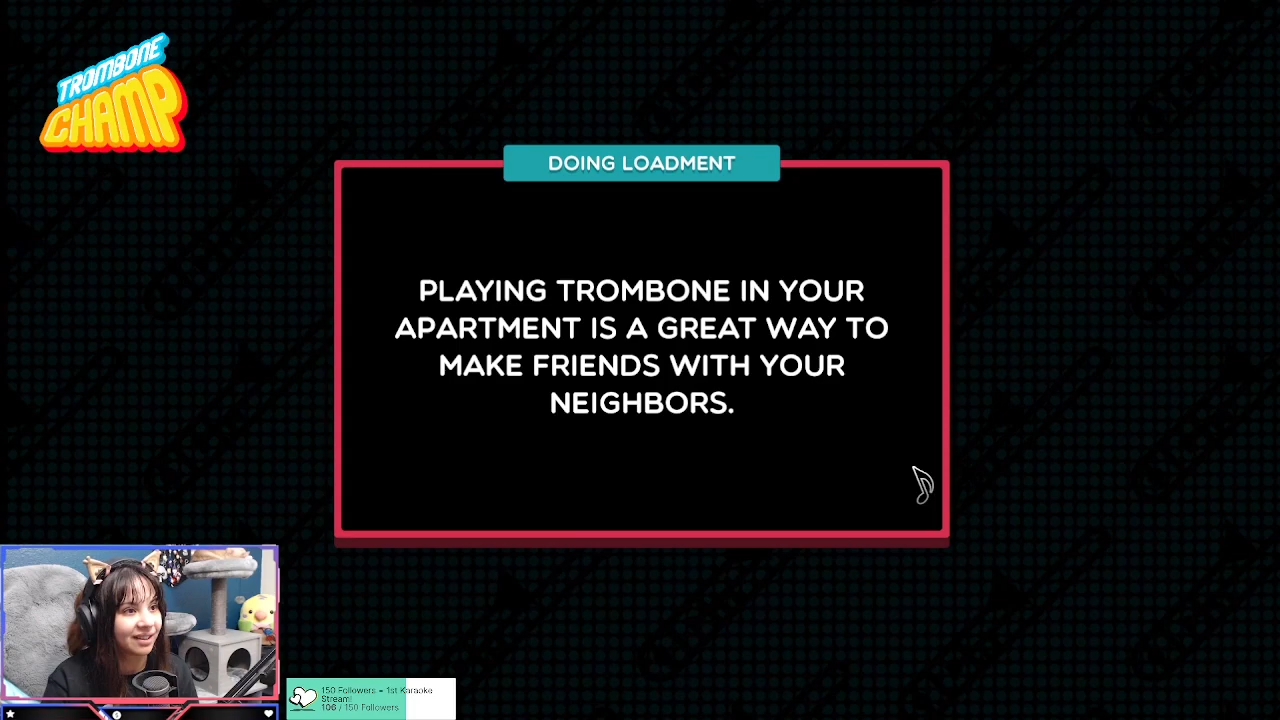 TROMBONE
CHAMP
DOING LOADMENT
PLAYING TROMBONE IN YOUR
APARTMENT IS A GREAT WAY TO
MAKE FRIENDS WITH YOUR
NEIGHBORS.
150 Followers = 1st Karaoke
Stream!
106 / 150 Followers